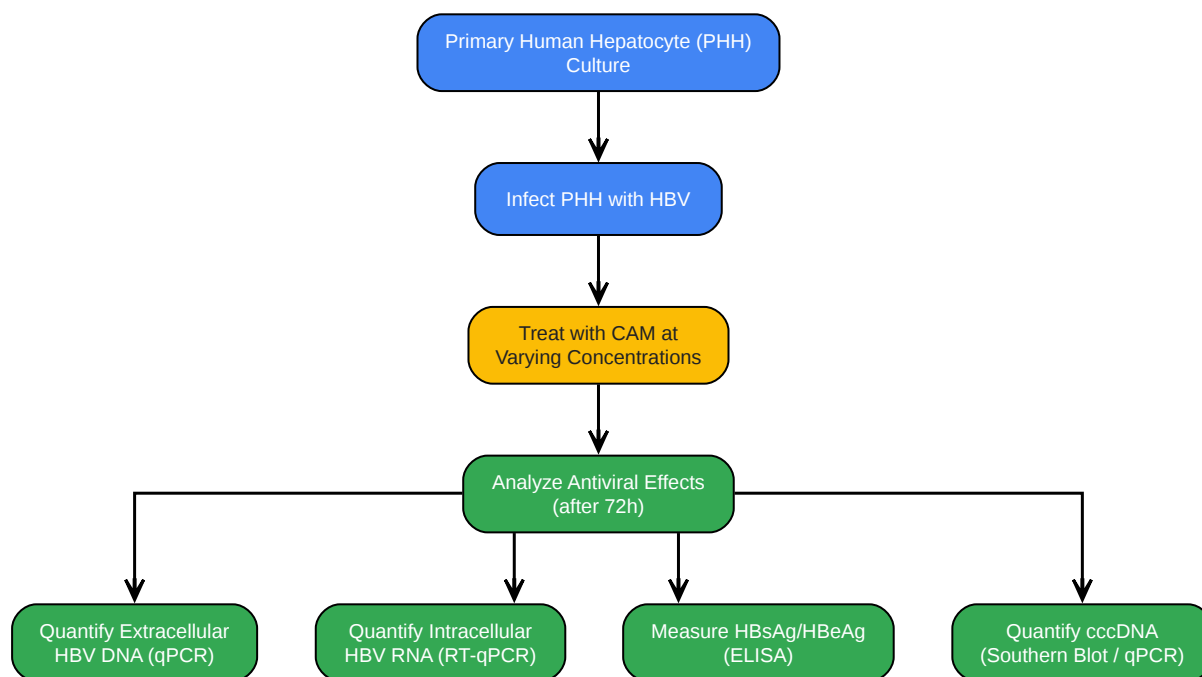 Primary Human Hepatocyte (PHH)
Culture
Infect PHH with HBV
Treat with CAM at
Varying Concentrations
Analyze Antiviral Effects
(after 72h)
Quantify Extracellular
HBV DNA (qPCR)
Quantify Intracellular
HBV RNA (RT-qPCR)
Measure HBsAg/HBeAg
(ELISA)
Quantify cccDNA
(Southern Blot / qPCR)